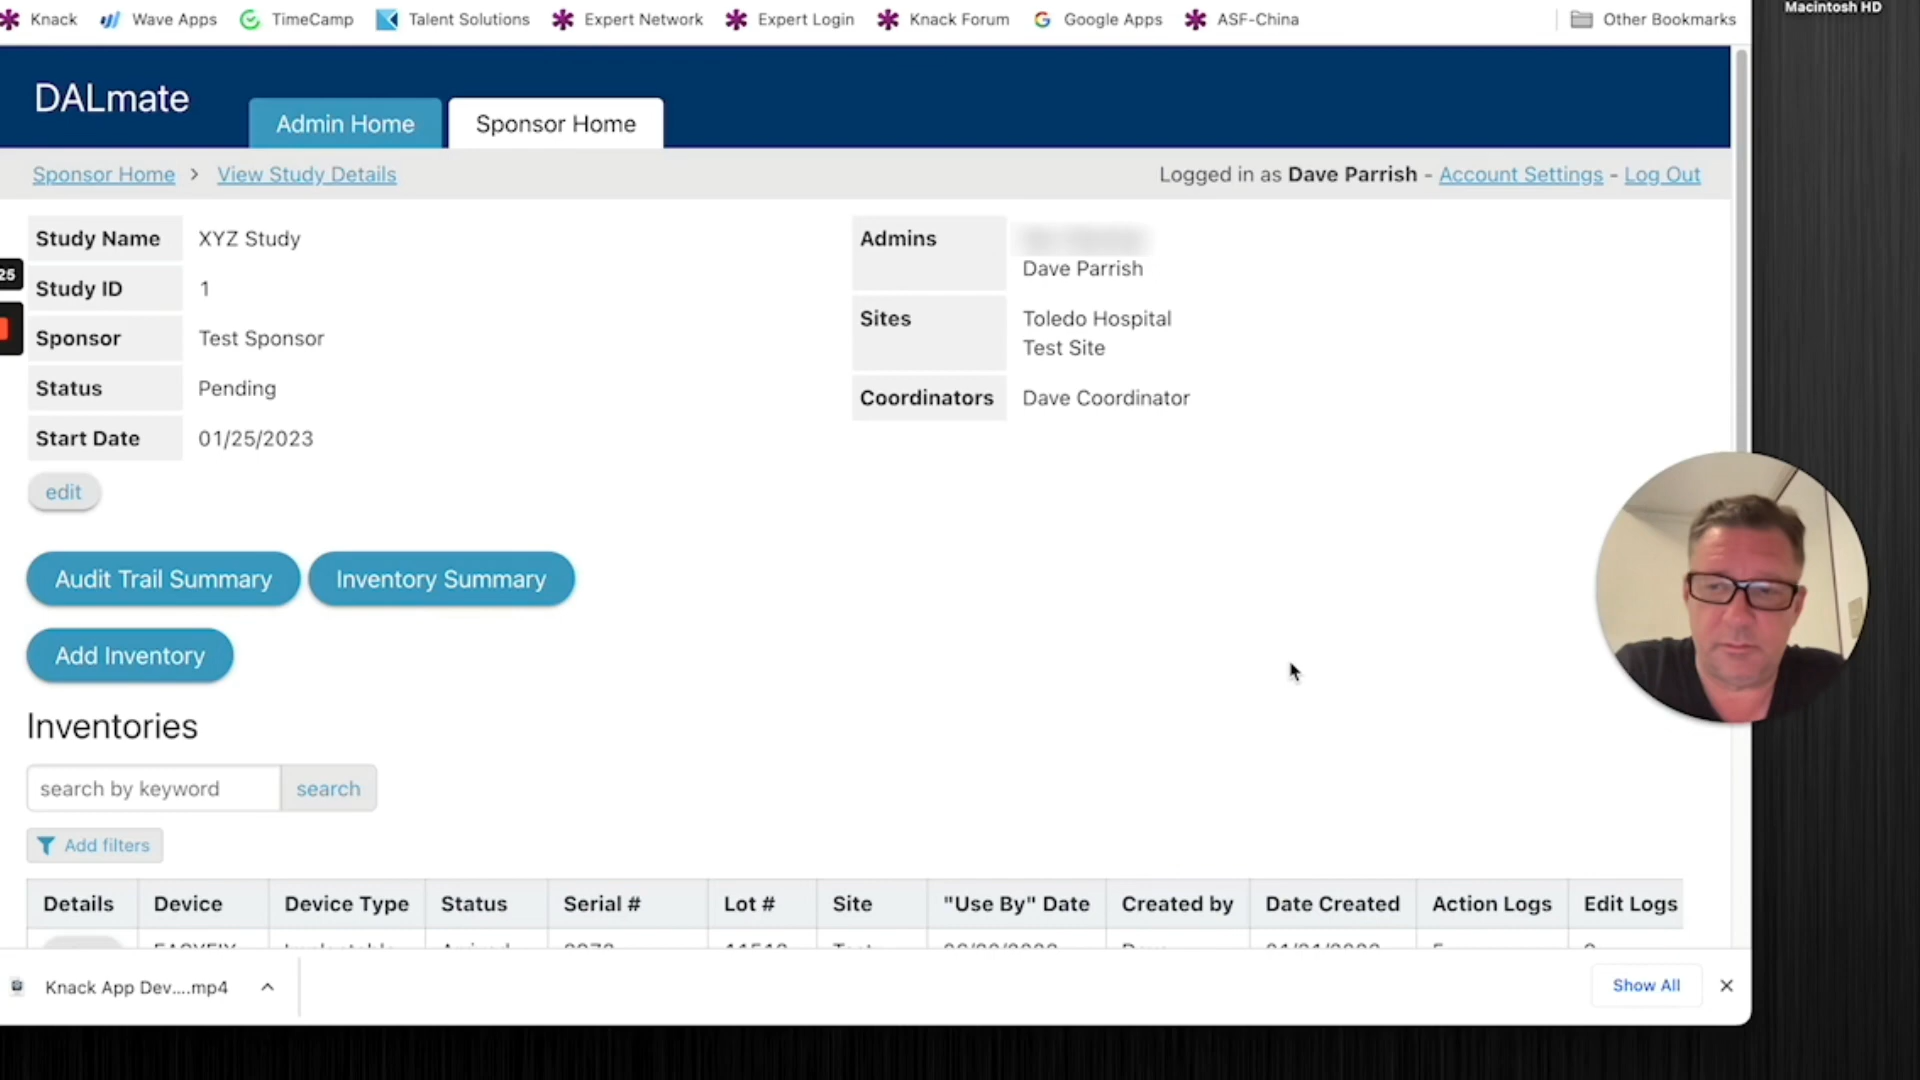 Macintosh HD
Knack Wave Apps TimeCamp Talent Solutions Expert Network Expert Login Knack Forum Google Apps ASF-China Other Bookmarks
DALmate
Admin Home Sponsor Home
Sponsor Home > View Study Details Logged in as Dave Parrish - Account Settings - Log Out
Study Name XYZ Study
Study ID 1
Sponsor Test Sponsor
Status Pending
Start Date 01/25/2023
edit
Admins
Dave Parrish
Sites Toledo Hospital
Test Site
Coordinators Dave Coordinator
25
Audit Trail Summary Inventory Summary
Add Inventory
Inventories
search by keyword search
Add filters
Details Device Device Type Status Serial # Lot # Site "Use By" Date Created by Date Created Action Logs Edit Logs
Knack App Dev....mp4 Show All